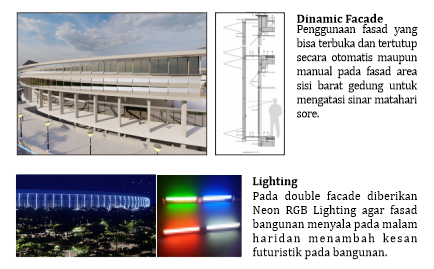 Dinamic Facade
Penggunaan fasad yang
bisa terbuka dan tertutup
secara otomatis maupun
manual pada fasad area
sisi barat gedung untuk
mengatasi sinar matahari
sore.
Lighting
Pada double facade diberikan
Neon RGB Lighting agar fasad
bangunan menyala pada malam
haridan menambah kesan
futuristik pada bangunan.